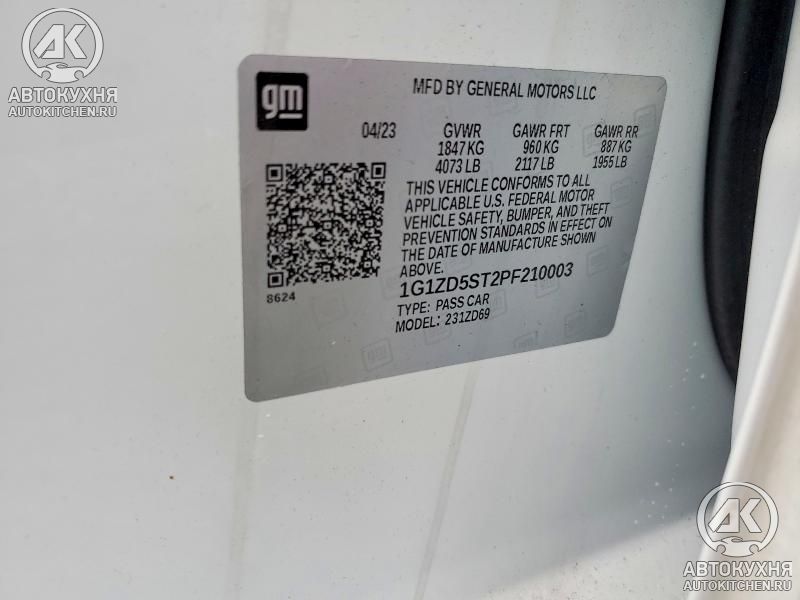 AK
АВТОКУХНЯ
AUTOKITCHEN.RU
gm
MFD BY GENERAL MOTORS LLC
04/23 GVWR GAWR FRT GAWR RR
1847 KG 960 KG 887 KG
4073 LB 2117 LB 1955 LB
THIS VEHICLE CONFORMS TO ALL
APPLICABLE U.S. FEDERAL MOTOR
VEHICLE SAFETY, BUMPER, AND THEFT
PREVENTION STANDARDS IN EFFECT ON
THE DATE OF MANUFACTURE SHOWN
ABOVE.
8624
1G1ZD5ST2PF210003
TYPE: PASS CAR
MODEL: 231ZD69
gm
AK
АВТОКУХНЯ
AUTOKITCHEN.RU